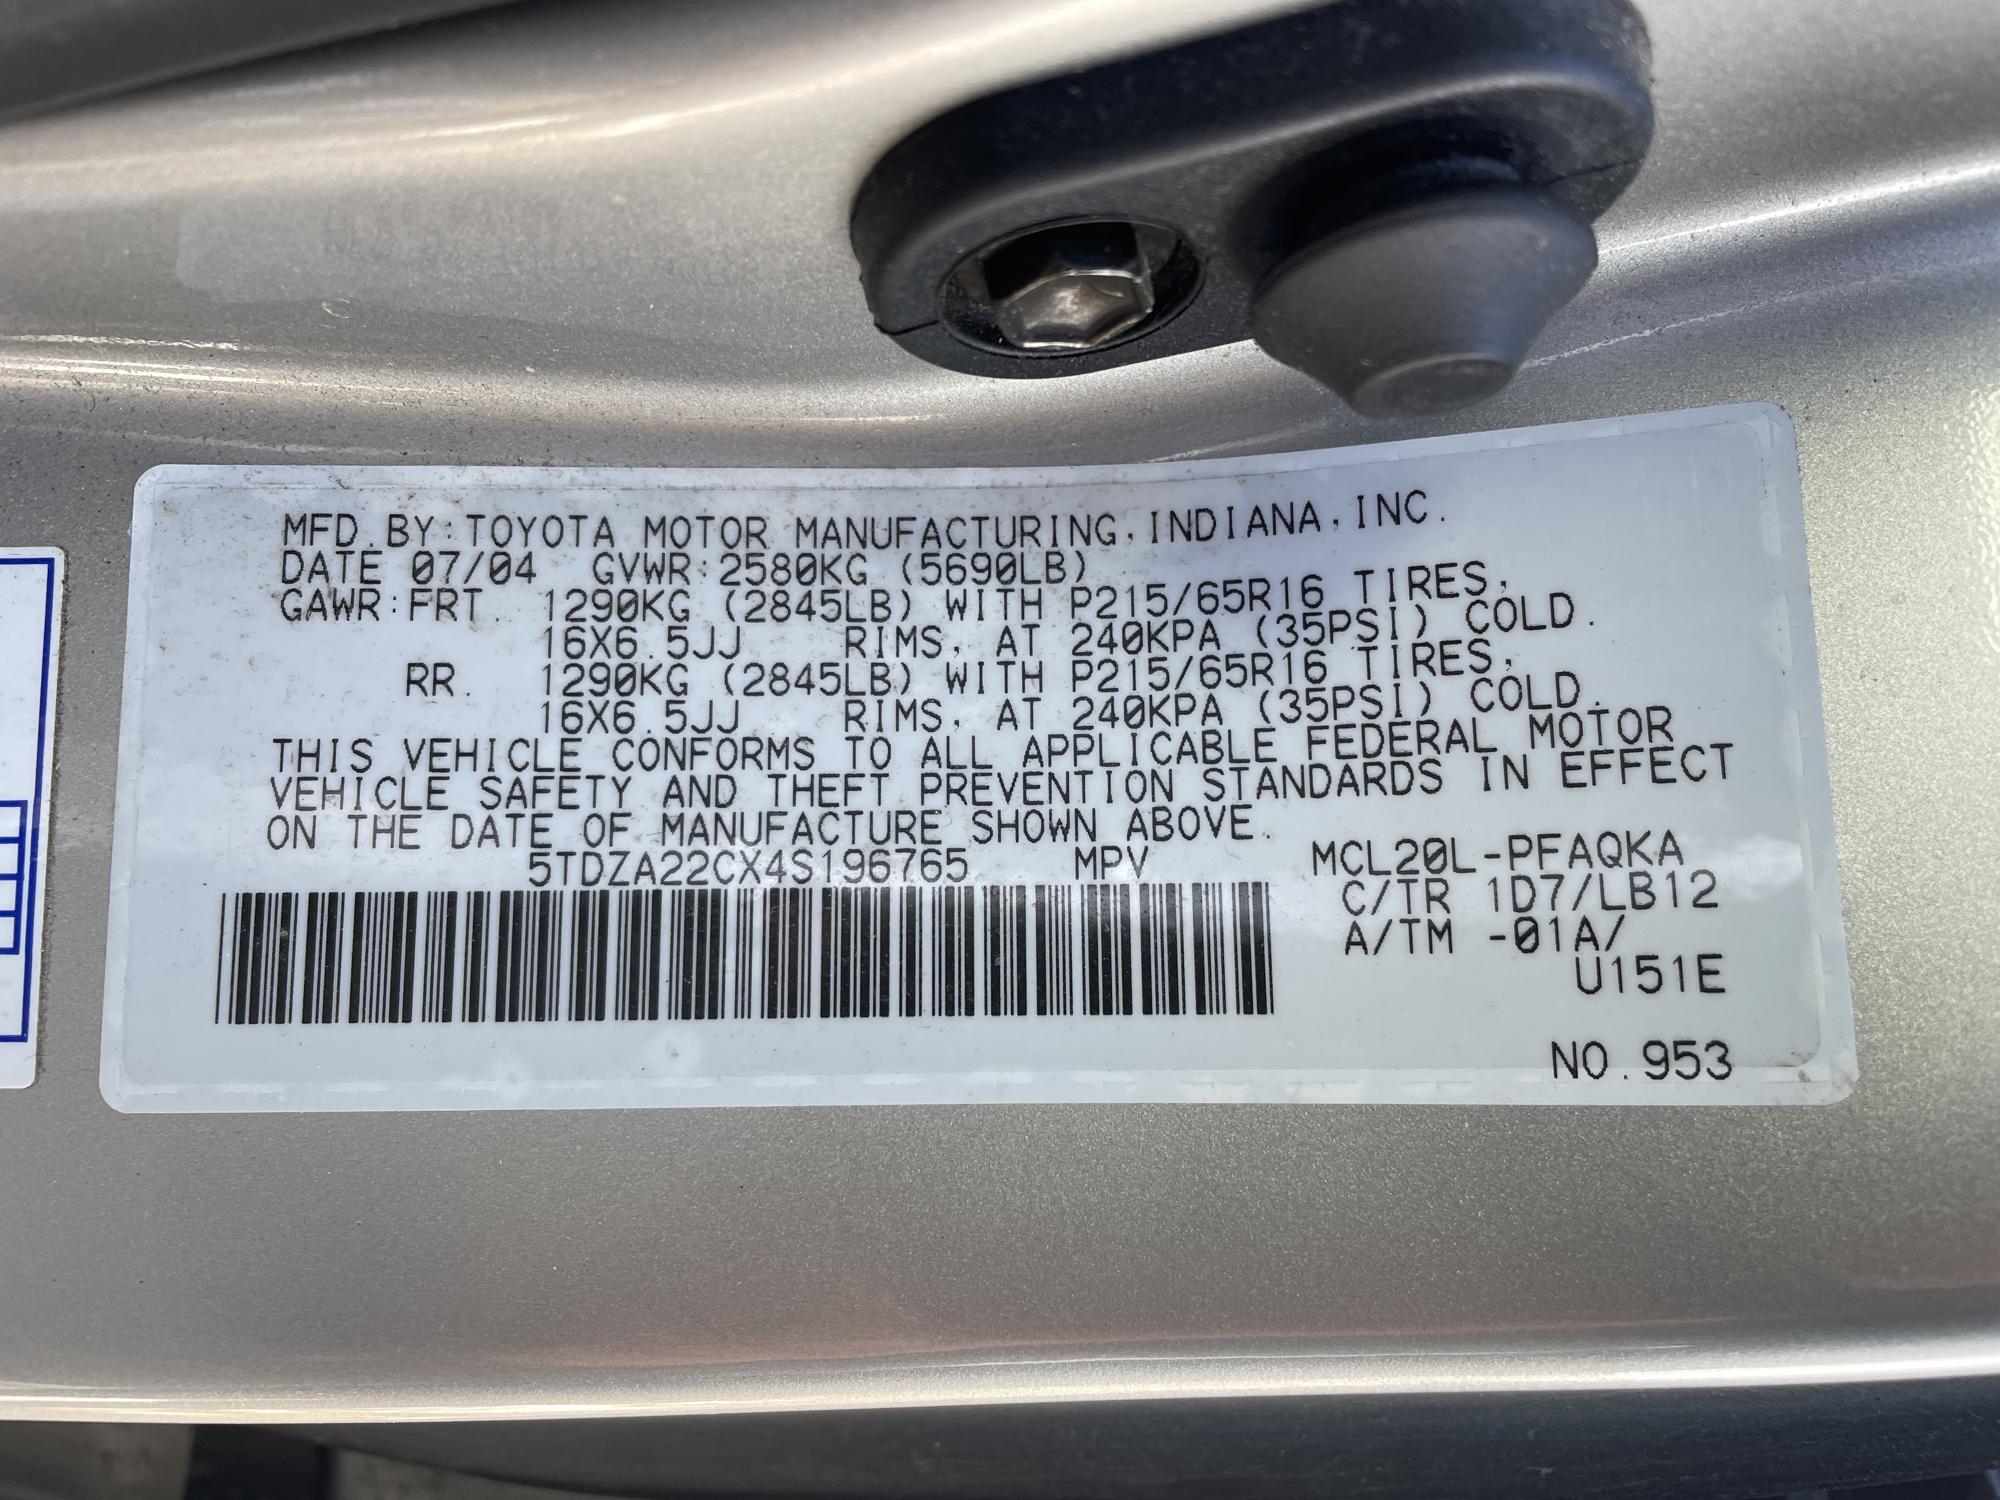 MFD. BY:TOYOTA MOTOR MANUFACTURING,INDIANA,INC.
DATE 07/04 GVWR:2580KG (5690LB)
GAWR:FRT. 1290KG (2845LB) WITH P215/65R16 TIRES,
16X6.5JJ RIMS, AT 240KPA (35PSI) COLD.
RR. 1290KG (2845LB) WITH P215/65R16 TIRES,
16X6.5JJ RIMS, AT 240KPA (35PSI) COLD.
THIS VEHICLE CONFORMS TO ALL APPLICABLE FEDERAL MOTOR
VEHICLE SAFETY AND THEFT PREVENTION STANDARDS IN EFFECT
ON THE DATE OF MANUFACTURE SHOWN ABOVE.
5TDZA22CX4S196765 MPV MCL20L-PFAQKA
C/TR 1D7/LB12
A/TM -01A/
U151E
NO.953